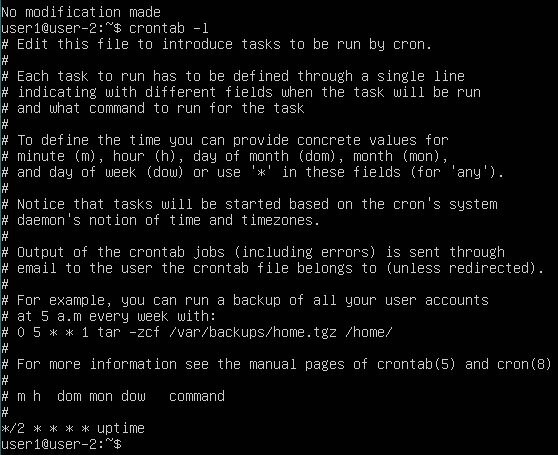 No modification made
user1@user-2:~$ crontab -l
# Edit this file to introduce tasks to be run by cron.
#
# Each task to run has to be defined through a single line
# indicating with different fields when the task will be run
# and what command to run for the task
#
# To define the time you can provide concrete values for
# minute (m), hour (h), day of month (dom), month (mon),
# and day of week (dow) or use '*' in these fields (for 'any').
#
# Notice that tasks will be started based on the cron's system
# daemon's notion of time and timezones.
#
# Output of the crontab jobs (including errors) is sent through
# email to the user the crontab file belongs to (unless redirected).
#
# For example, you can run a backup of all your user accounts
# at 5 a.m every week with:
# 0 5 * * 1 tar -zcf /var/backups/home.tgz /home/
#
# For more information see the manual pages of crontab(5) and cron(8)
#
# m h  dom mon dow   command
#
*/2 * * * * uptime
user1@user-2:~$